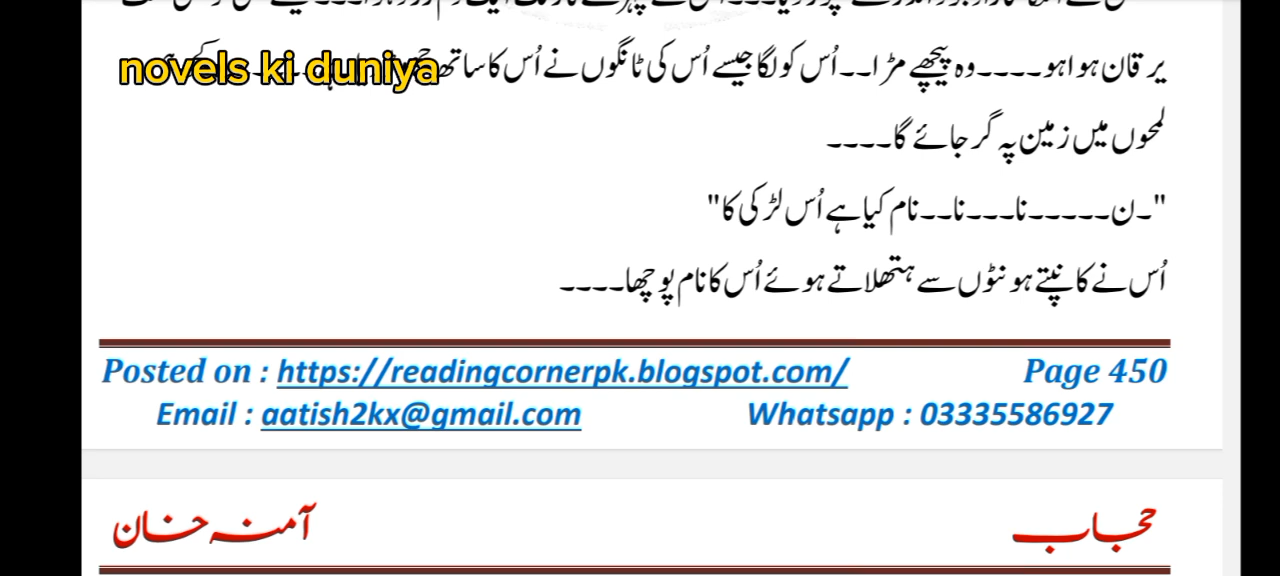 یرقان ہوا ہو۔۔۔۔وہ پیچھے مڑا۔۔اُس کو لگا جیسے اُس کی ٹانگوں نے اُس کا ساتھ
novels ki duniya
لمحوں میں زمین پہ گر جائے گا۔۔۔۔
"۔ن۔۔۔۔۔نا۔۔۔نا۔۔نام کیا ہے اُس لڑکی کا"
اُس نے کانپتے ہونٹوں سے ہتھلاتے ہوئے اُس کا نام پوچھا۔۔۔۔
Posted on : https://readingcornerpk.blogspot.com/ Page 450
Email : aatish2kx@gmail.com Whatsapp : 03335586927
حجاب آمنہ خان